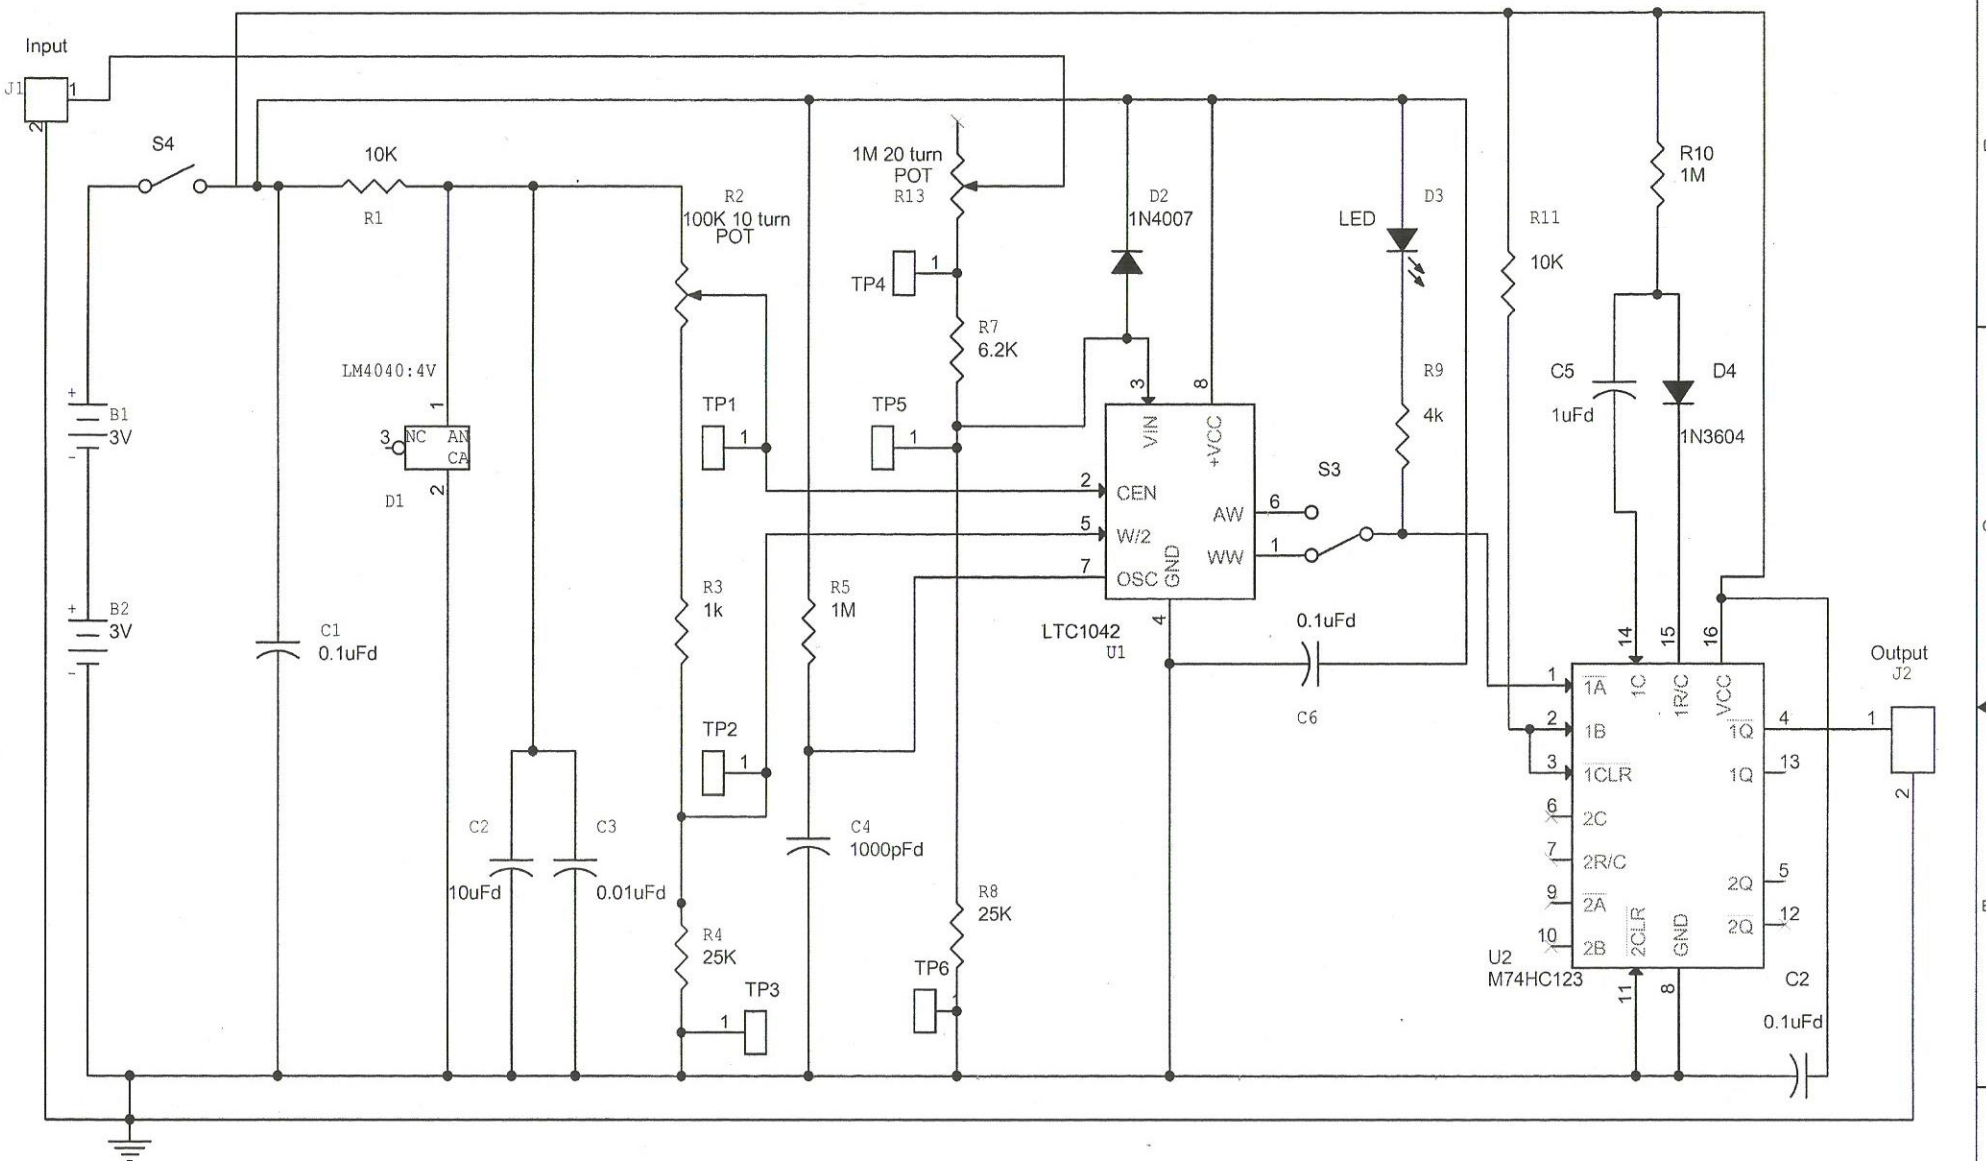 Input
J1
1
2
S4
10K
R1
R2
100K 10 turn
POT
1M 20 turn
POT
R13
TP4
1
D2
1N4007
D3
LED
R11
10K
R10
1M
R7
6.2K
R9
4k
C5
1uFd
D4
1N3604
LM4040:4V
1
3
NC
AN
CA
2
D1
+
B1
3V
-
+
B2
3V
-
TP1
1
TP5
1
3
8
VIN
+VCC
2
CEN
5
W/2
7
OSC
GND
AW
6
WW
1
4
S3
LTC1042
U1
0.1uFd
C6
C1
0.1uFd
R3
1k
R5
1M
TP2
1
C2
10uFd
C3
0.01uFd
C4
1000pFd
R4
25K
TP3
1
R8
25K
TP6
1
14
15
16
1
1A
1C
1R/C
VCC
2
1B
1Q
4
3
1CLR
1Q
13
6
2C
7
2R/C
2Q
5
9
2A
2Q
12
10
2B
2CLR
GND
11
8
U2
M74HC123
Output
J2
1
2
C2
0.1uFd